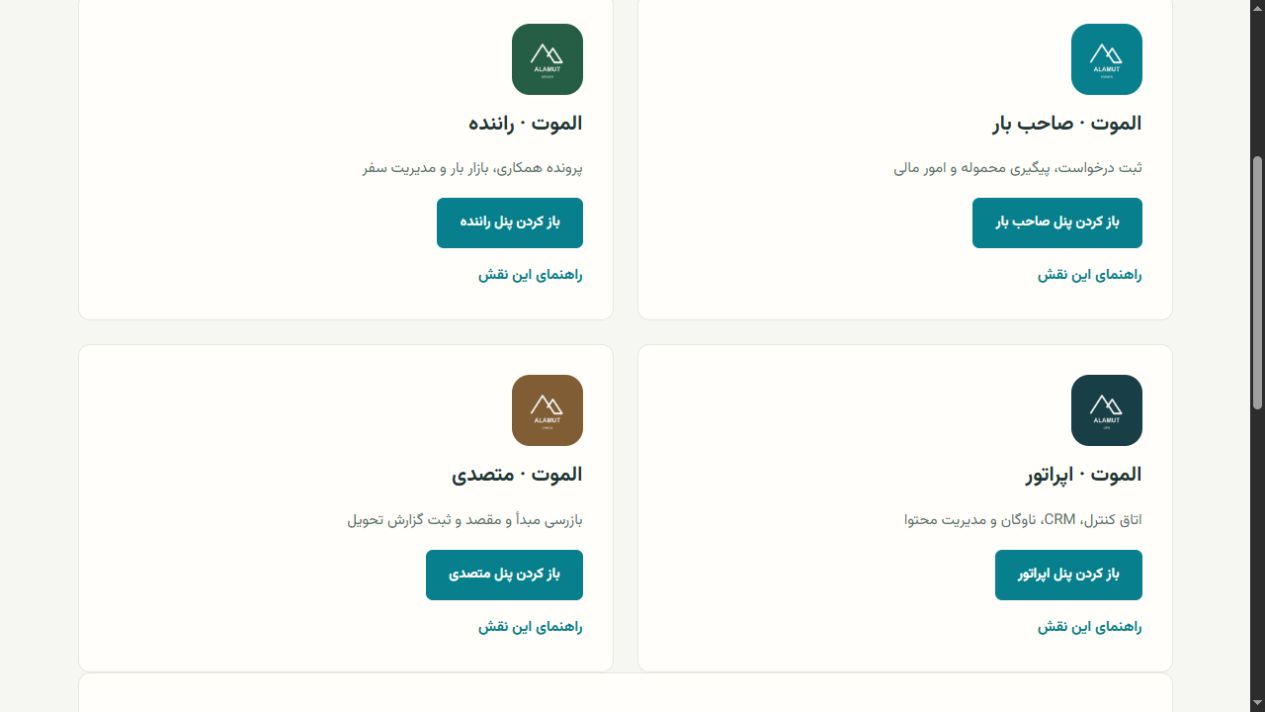 ALAMUT
الموت · صاحب بار
ثبت درخواست، پیگیری محموله و امور مالی
باز کردن پنل صاحب بار
راهنمای این نقش
ALAMUT
الموت · راننده
پرونده همکاری، بازار بار و مدیریت سفر
باز کردن پنل راننده
راهنمای این نقش
ALAMUT
الموت · اپراتور
اتاق کنترل، CRM، ناوگان و مدیریت محتوا
باز کردن پنل اپراتور
راهنمای این نقش
ALAMUT
الموت · متصدی
بازرسی مبدأ و مقصد و ثبت گزارش تحویل
باز کردن پنل متصدی
راهنمای این نقش